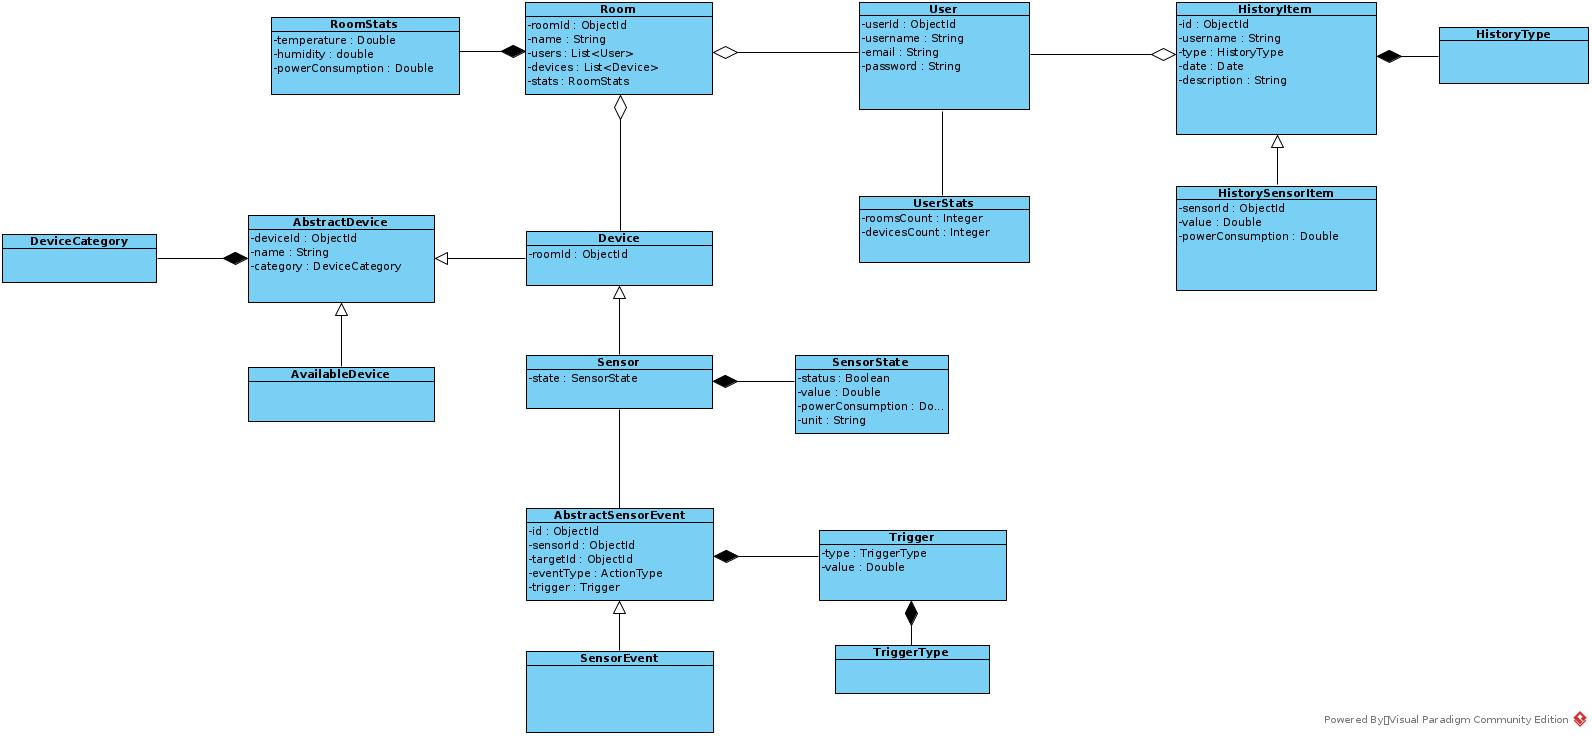 RoomStats
-temperature : Double
-humidity : double
-powerConsumption : Double
Room
-roomId : ObjectId
-name : String
-users : List<User>
-devices : List<Device>
-stats : RoomStats
User
-userId : ObjectId
-username : String
-email : String
-password : String
HistoryItem
-id : ObjectId
-username : String
-type : HistoryType
-date : Date
-description : String
HistoryType
DeviceCategory
AbstractDevice
-deviceId : ObjectId
-name : String
-category : DeviceCategory
Device
-roomId : ObjectId
UserStats
-roomsCount : Integer
-devicesCount : Integer
HistorySensorItem
-sensorId : ObjectId
-value : Double
-powerConsumption : Double
AvailableDevice
Sensor
-state : SensorState
SensorState
-status : Boolean
-value : Double
-powerConsumption : Do...
-unit : String
AbstractSensorEvent
-id : ObjectId
-sensorId : ObjectId
-targetId : ObjectId
-eventType : ActionType
-trigger : Trigger
Trigger
-type : TriggerType
-value : Double
SensorEvent
TriggerType
Powered By Visual Paradigm Community Edition